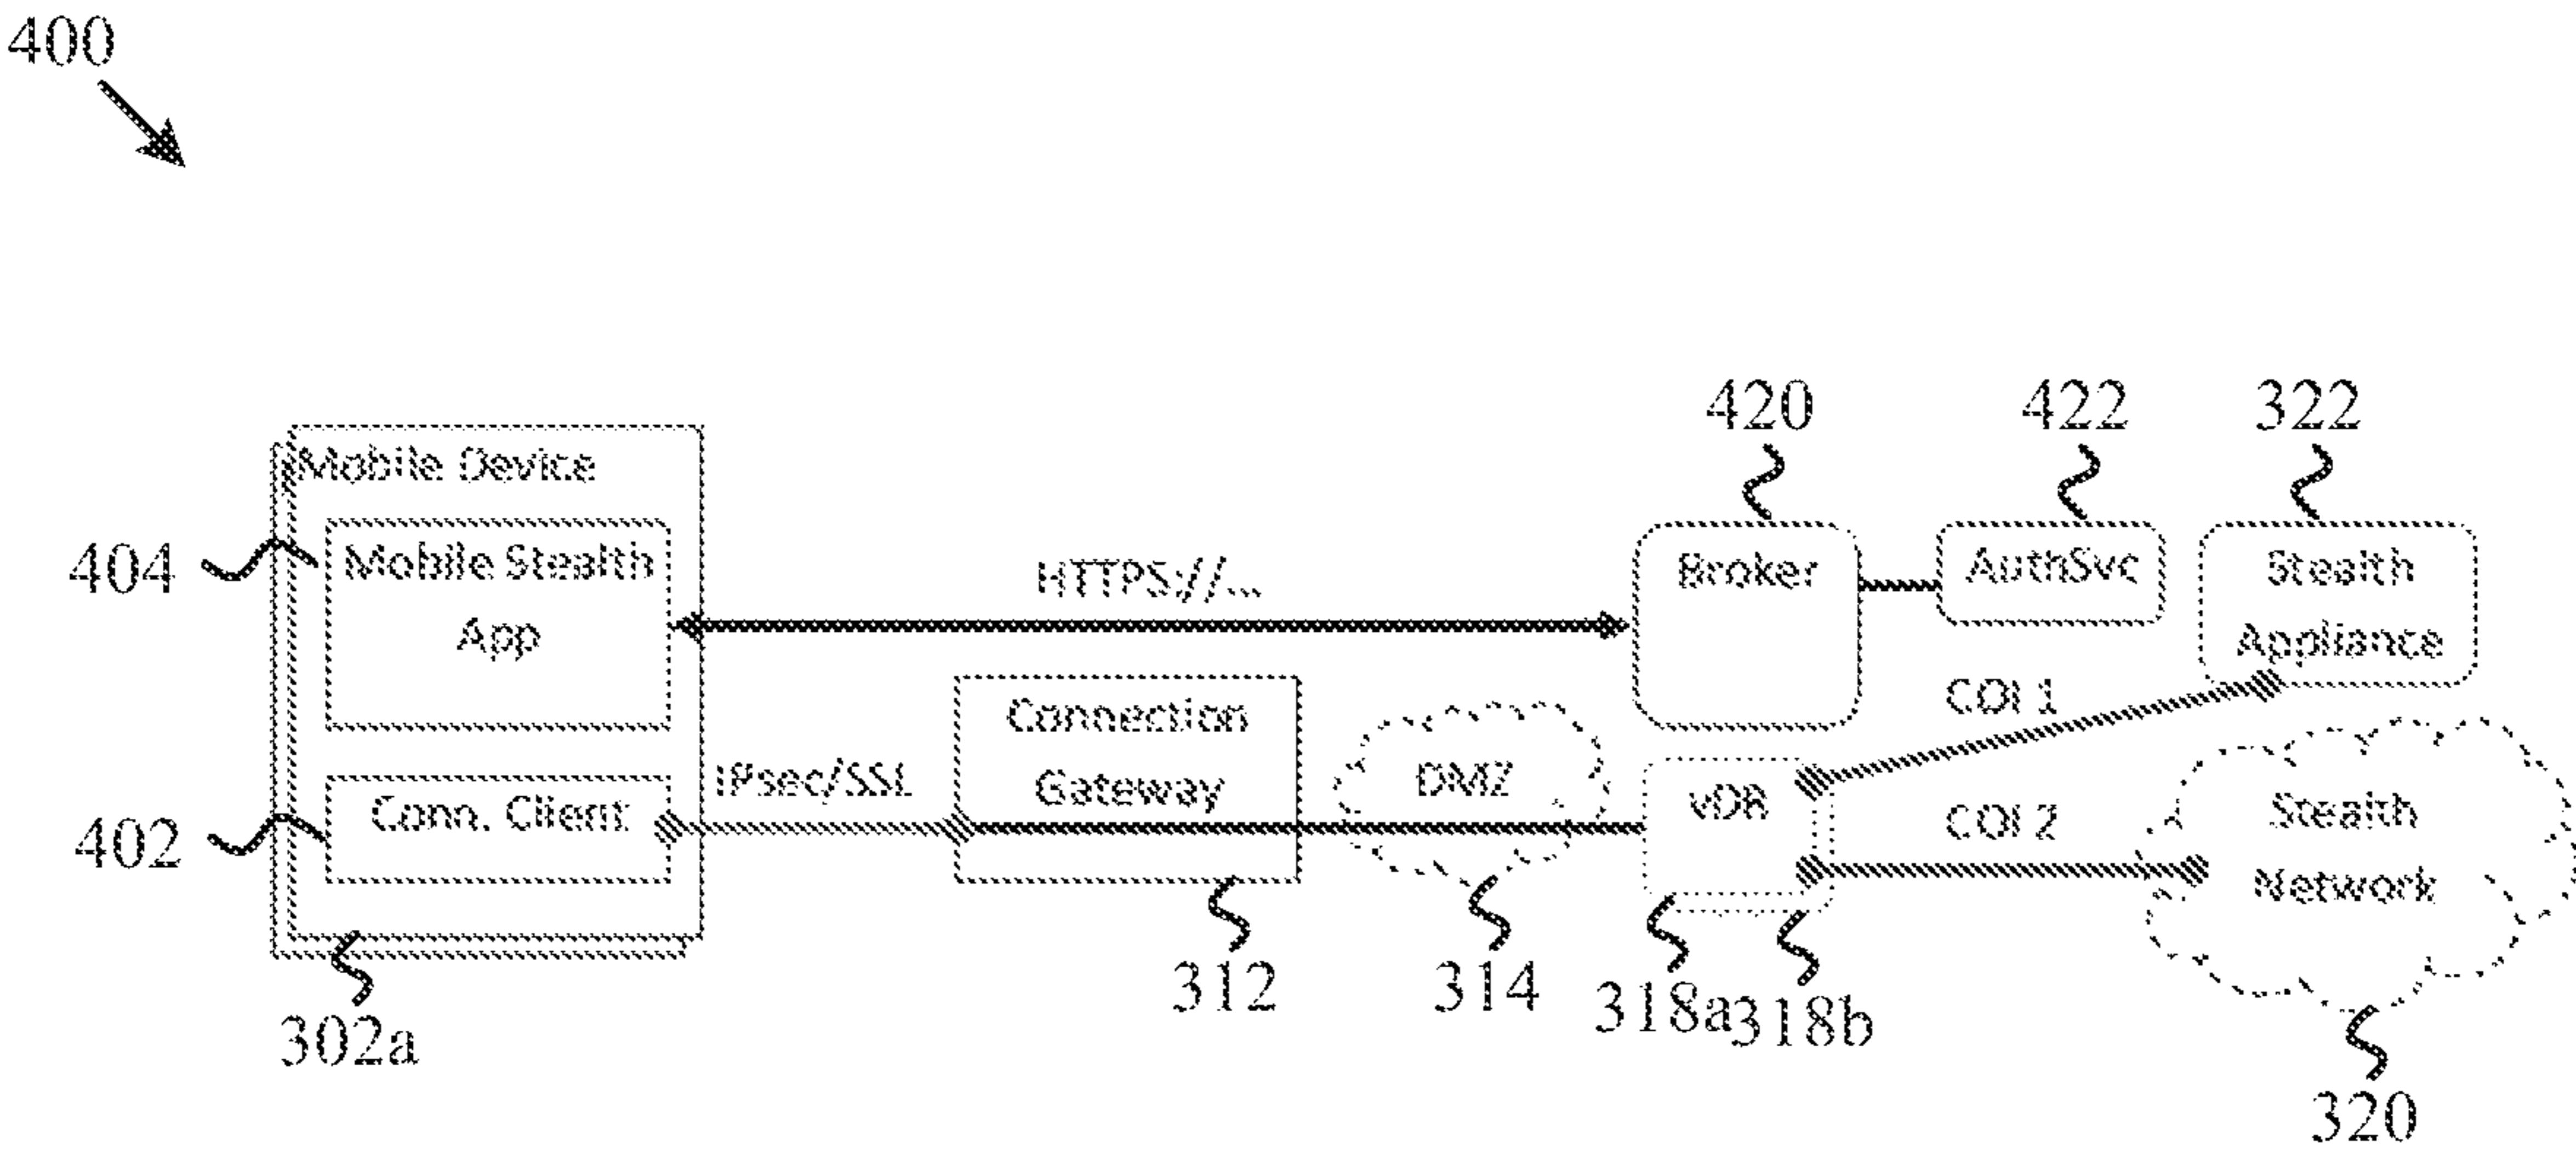 400
420
422
322
Mobile Device
404
Mobile Stealth
App
HTTPS://...
Broker
AuthSvc
Stealth
Appliance
COI 1
Connection
Gateway
IPsec/SSL
DMZ
vDR
COI 2
Stealth
Network
402
Conn. Client
312
314
318a
318b
302a
320